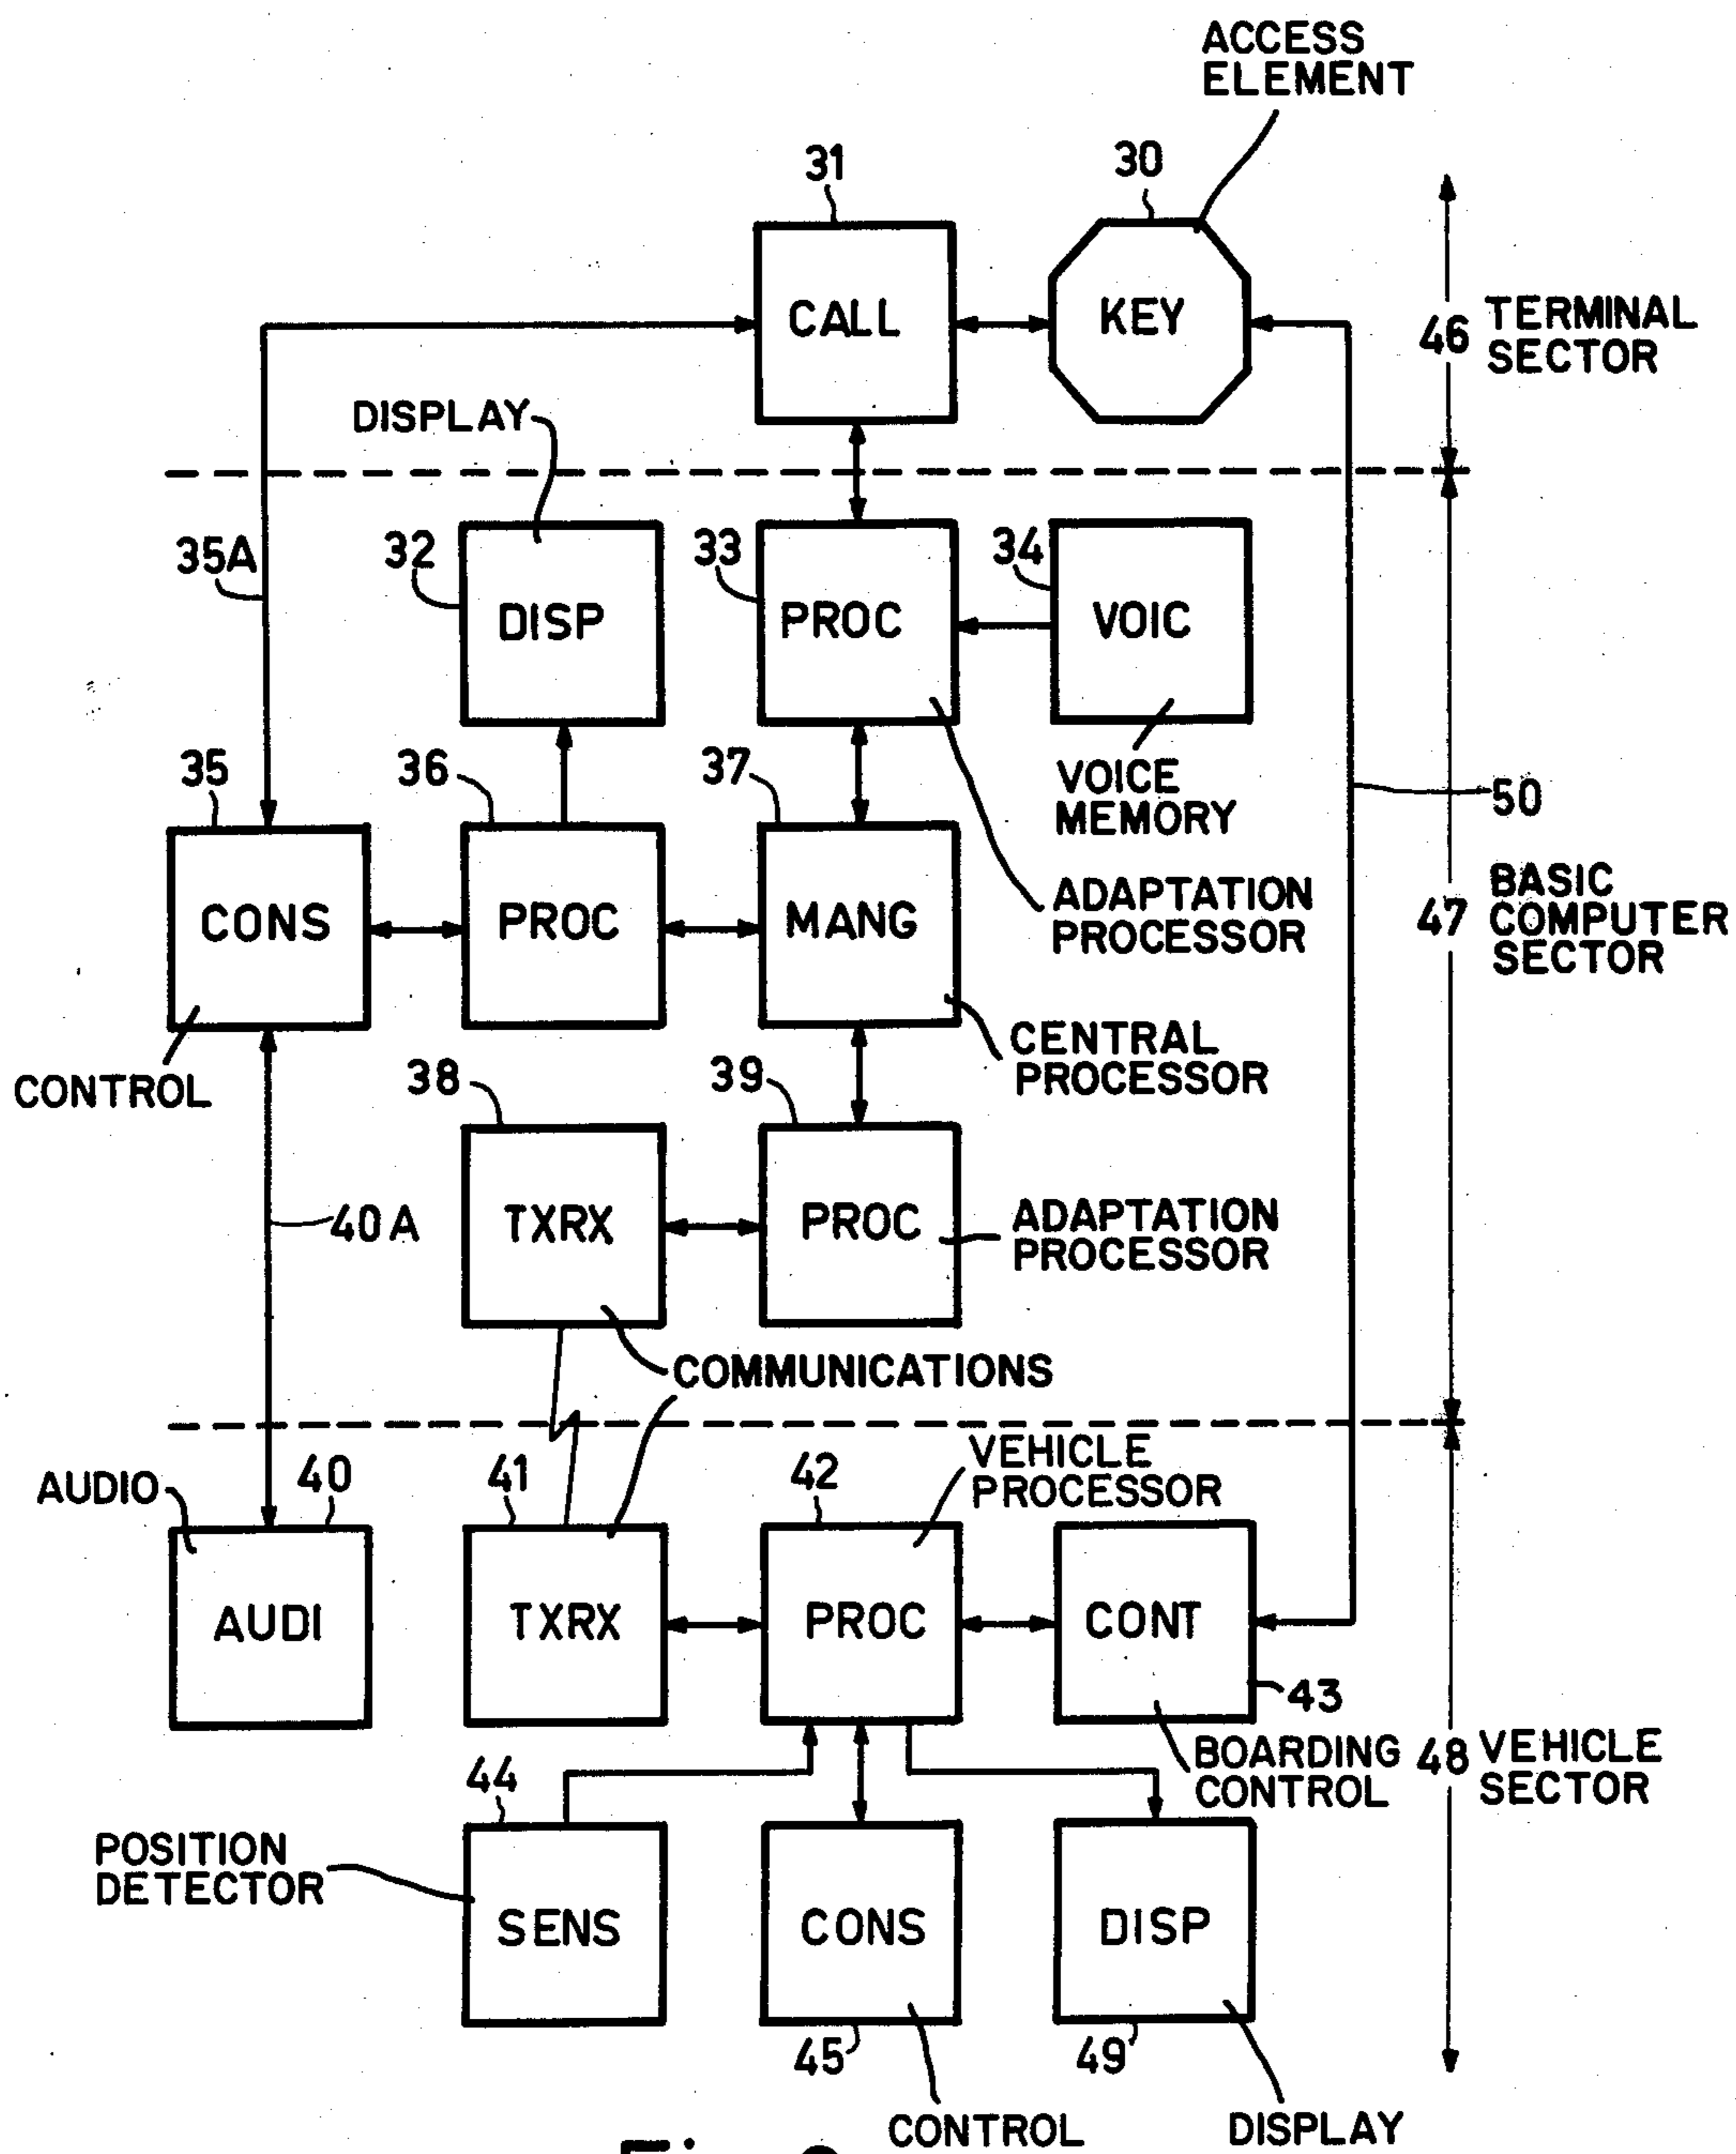 ACCESS
ELEMENT
31
30
CALL
KEY
46
TERMINAL
SECTOR
DISPLAY
35A
32
33
34
DISP
PROC
VOIC
35
36
37
VOICE
MEMORY
50
CONS
PROC
MANG
ADAPTATION
PROCESSOR
47
BASIC
COMPUTER
SECTOR
CONTROL
38
39
CENTRAL
PROCESSOR
TXRX
PROC
40A
ADAPTATION
PROCESSOR
COMMUNICATIONS
AUDIO
40
41
42
VEHICLE
PROCESSOR
AUDI
TXRX
PROC
CONT
43
BOARDING
CONTROL
48
VEHICLE
SECTOR
44
POSITION
DETECTOR
SENS
CONS
DISP
45
49
CONTROL
DISPLAY